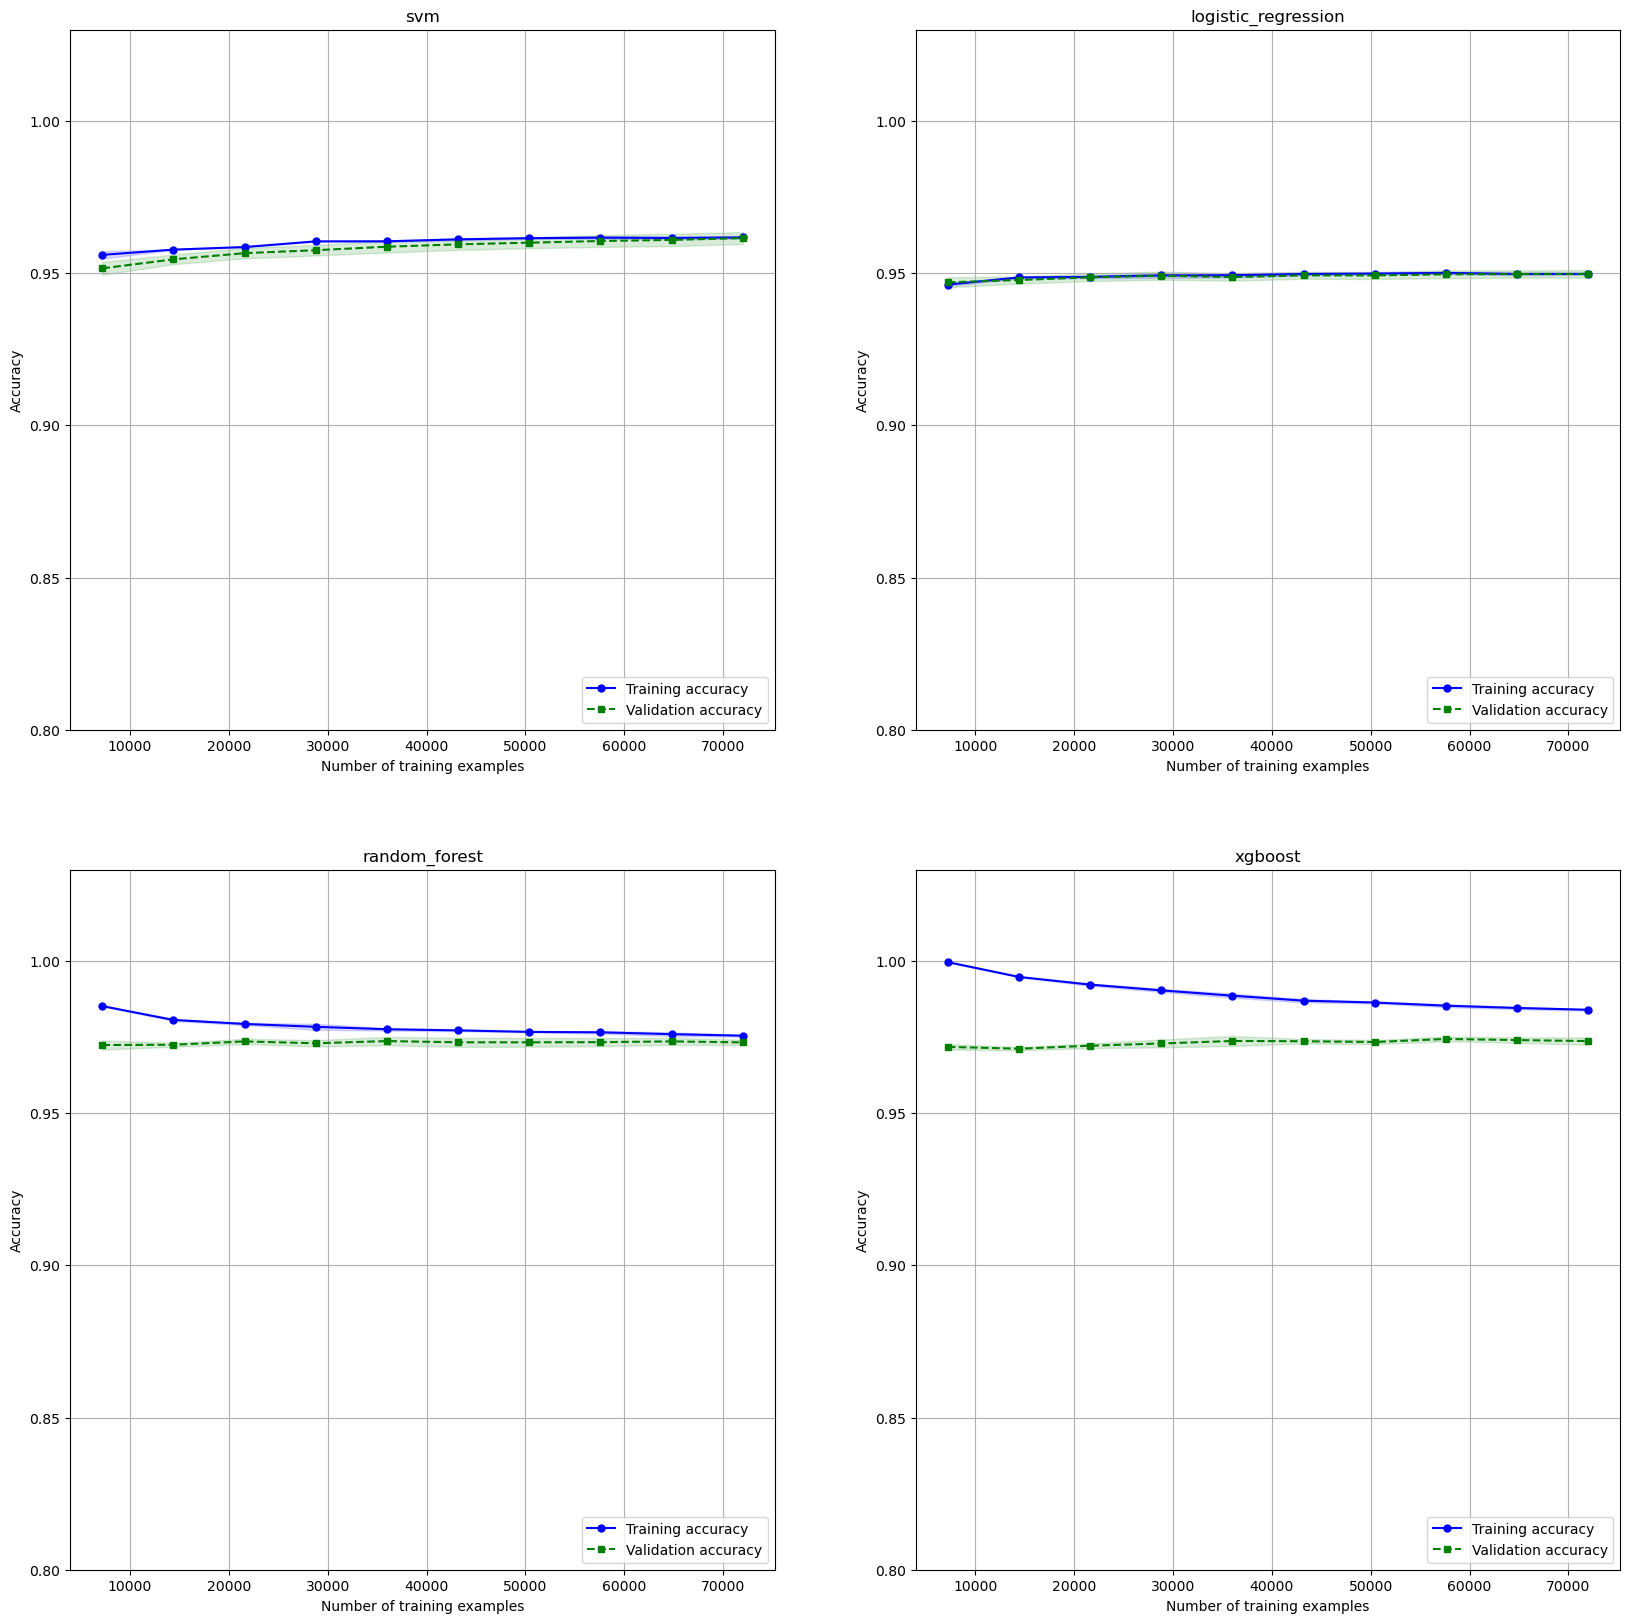 svm
1.00
0.95
0.90
0.85
0.80
Accuracy
10000 20000 30000 40000 50000 60000 70000
Number of training examples
Training accuracy
Validation accuracy
logistic_regression
1.00
0.95
0.90
0.85
0.80
Accuracy
10000 20000 30000 40000 50000 60000 70000
Number of training examples
Training accuracy
Validation accuracy
random_forest
1.00
0.95
0.90
0.85
0.80
Accuracy
10000 20000 30000 40000 50000 60000 70000
Number of training examples
Training accuracy
Validation accuracy
xgboost
1.00
0.95
0.90
0.85
0.80
Accuracy
10000 20000 30000 40000 50000 60000 70000
Number of training examples
Training accuracy
Validation accuracy